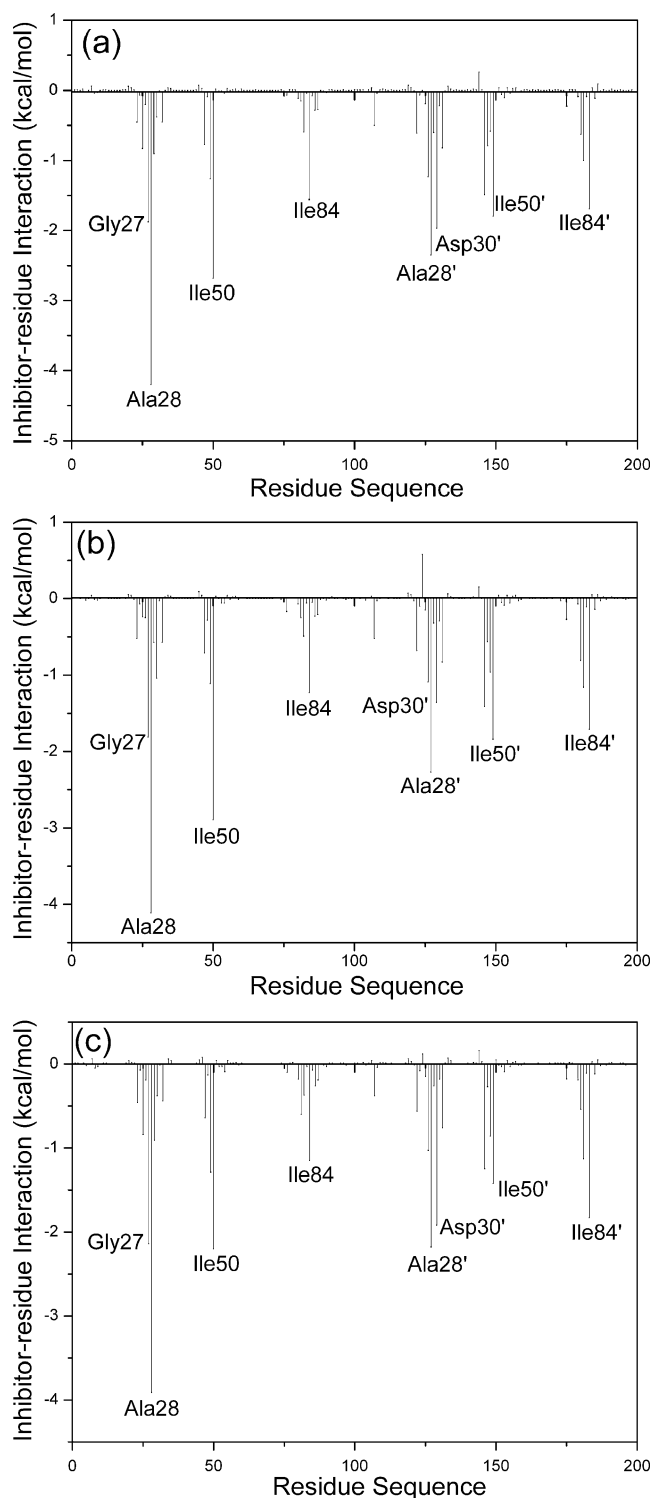 (a)
Inhibitor-residue Interaction (kcal/mol)
1
0
-1
-2
-3
-4
-5
Gly27
Ala28
Ile50
Ile84
Ala28'
Asp30'
Ile50'
Ile84'
0 50 100 150 200
Residue Sequence
(b)
Inhibitor-residue Interaction (kcal/mol)
1
0
-1
-2
-3
-4
Gly27
Ala28
Ile50
Ile84
Asp30'
Ala28'
Ile50'
Ile84'
0 50 100 150 200
Residue Sequence
(c)
Inhibitor-residue Interaction (kcal/mol)
0
-1
-2
-3
-4
Gly27
Ala28
Ile50
Ile84
Ala28'
Asp30'
Ile50'
Ile84'
0 50 100 150 200
Residue Sequence